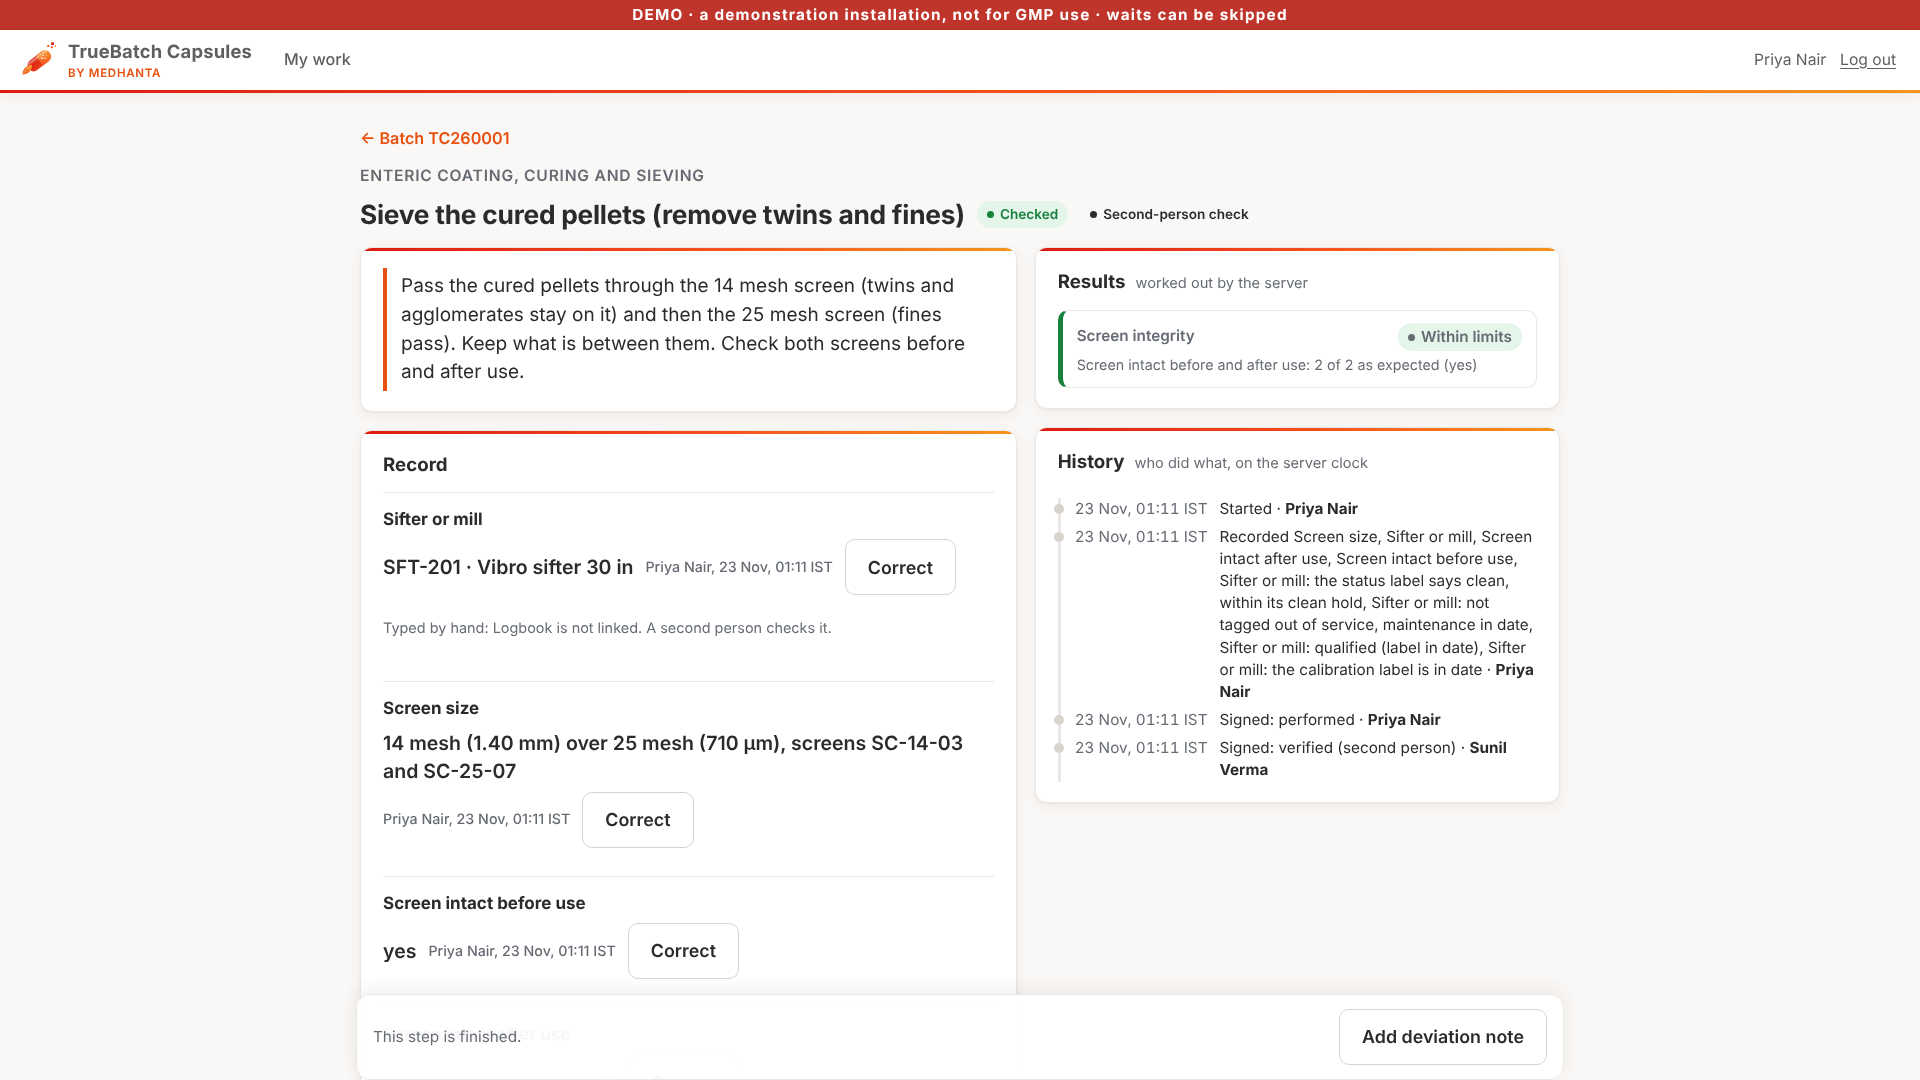 DEMO · a demonstration installation, not for GMP use · waits can be skipped
TrueBatch Capsules
BY MEDHANTA
My work
Priya Nair
Log out
← Batch TC260001
ENTERIC COATING, CURING AND SIEVING
Sieve the cured pellets (remove twins and fines)
Checked
Second-person check
Pass the cured pellets through the 14 mesh screen (twins and
agglomerates stay on it) and then the 25 mesh screen (fines
pass). Keep what is between them. Check both screens before
and after use.
Record
Sifter or mill
SFT-201 · Vibro sifter 30 in
Priya Nair, 23 Nov, 01:11 IST
Correct
Typed by hand: Logbook is not linked. A second person checks it.
Screen size
14 mesh (1.40 mm) over 25 mesh (710 µm), screens SC-14-03
and SC-25-07
Priya Nair, 23 Nov, 01:11 IST
Correct
Screen intact before use
yes
Priya Nair, 23 Nov, 01:11 IST
Correct
Results
worked out by the server
Screen integrity
Within limits
Screen intact before and after use: 2 of 2 as expected (yes)
History
who did what, on the server clock
23 Nov, 01:11 IST
Started · Priya Nair
23 Nov, 01:11 IST
Recorded Screen size, Sifter or mill, Screen
intact after use, Screen intact before use,
Sifter or mill: the status label says clean,
within its clean hold, Sifter or mill: not
tagged out of service, maintenance in date,
Sifter or mill: qualified (label in date), Sifter
or mill: the calibration label is in date · Priya
Nair
23 Nov, 01:11 IST
Signed: performed · Priya Nair
23 Nov, 01:11 IST
Signed: verified (second person) · Sunil
Verma
This step is finished.
use
Add deviation note